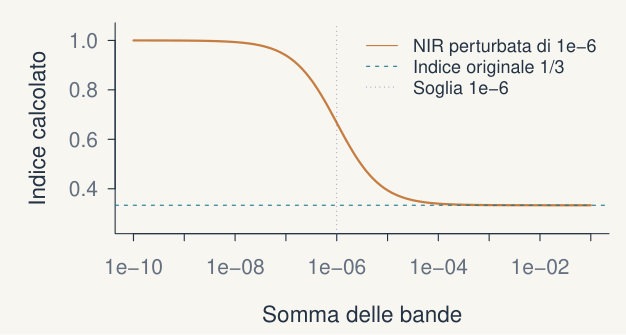 Indice calcolato
1.0
0.8
0.6
0.4
NIR perturbata di 1e−6
Indice originale 1/3
Soglia 1e−6
1e−10
1e−08
1e−06
1e−04
1e−02
Somma delle bande